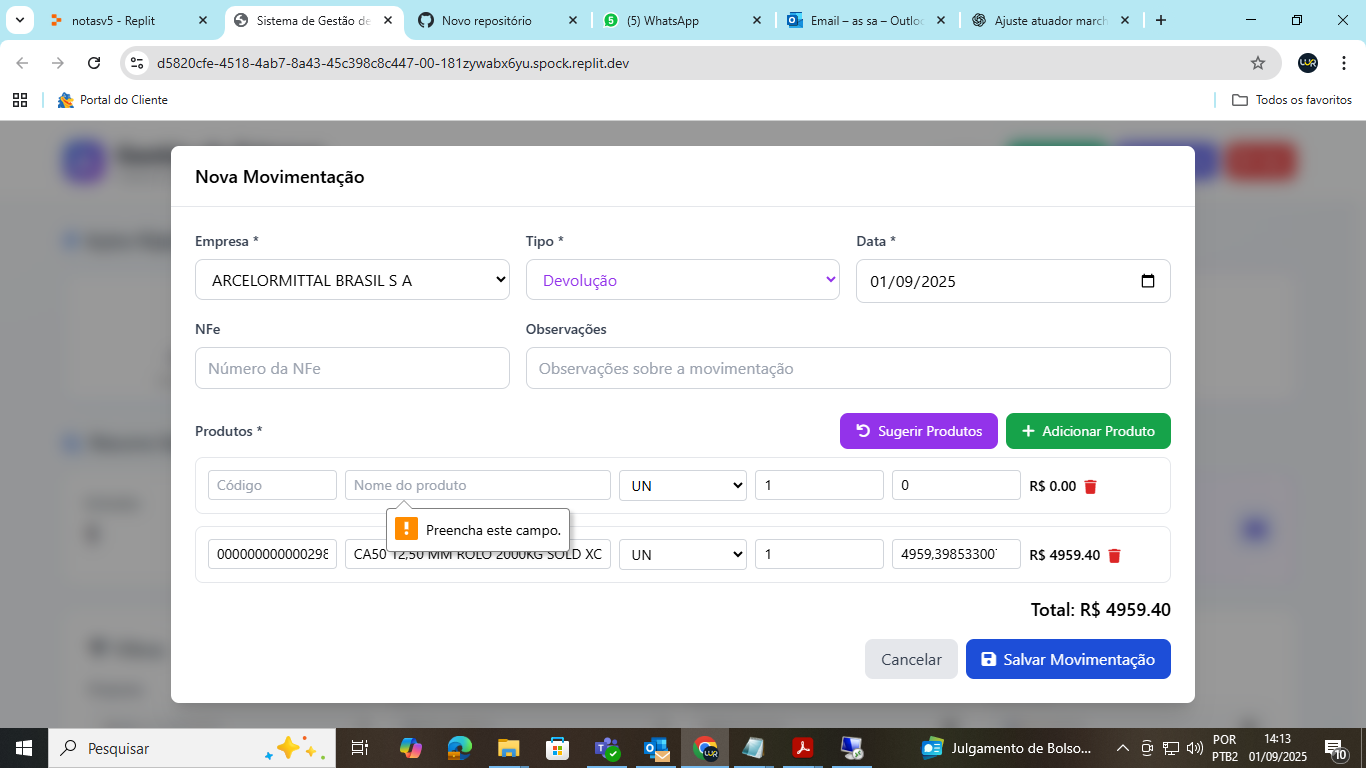 notasv5 - Replit
Sistema de Gestão de
Novo repositório
(5) WhatsApp
Email – as sa – Outloo
Ajuste atuador march
d5820cfe-4518-4ab7-8a43-45c398c8c447-00-181zywabx6yu.spock.replit.dev
Portal do Cliente
Todos os favoritos
Nova Movimentação
Empresa * Tipo * Data *
ARCELORMITTAL BRASIL S A Devolução 01/09/2025
NFe Observações
Número da NFe Observações sobre a movimentação
Produtos * Sugerir Produtos + Adicionar Produto
Código Nome do produto UN 1 0 R$ 0.00
Preencha este campo.
000000000000298 CA50 12,50 MM ROLO 2000KG SOLD XC UN 1 4959,39853300 R$ 4959.40
Total: R$ 4959.40
Cancelar Salvar Movimentação
Pesquisar
Julgamento de Bolso...
POR
PTB2
14:13
01/09/2025
10